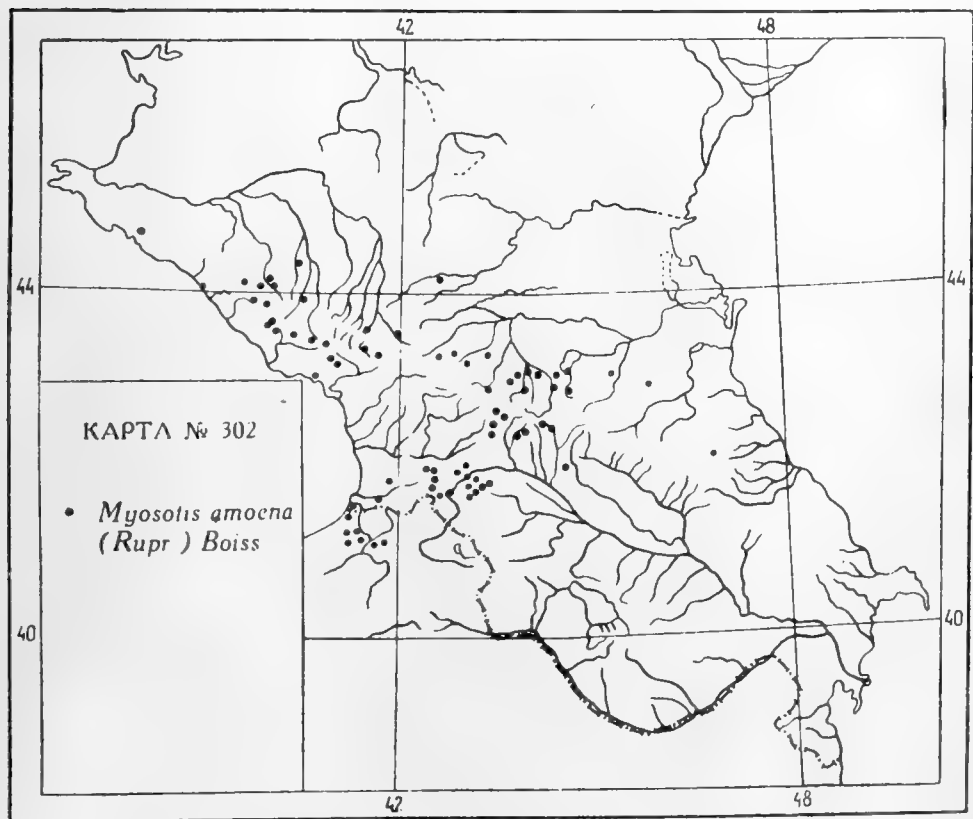 42 48
44 44
КАРТА № 302
• Myosotis amoena
(Rupr ) Boiss
40 40
42 48